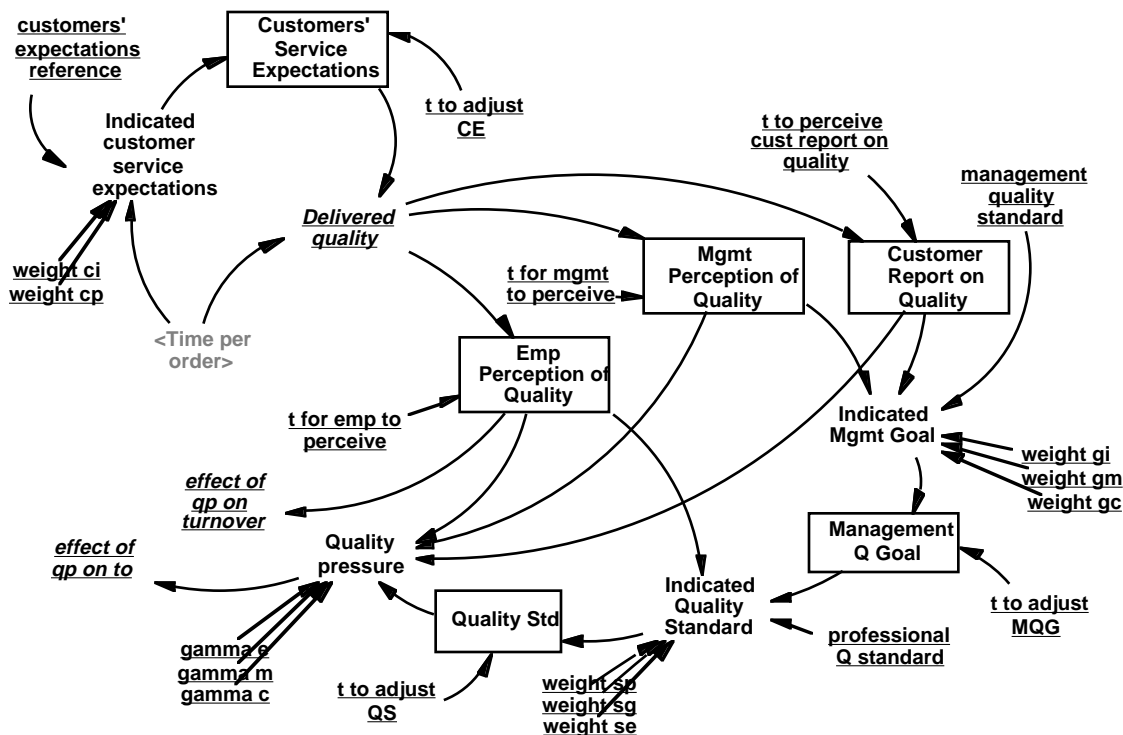 customers'
expectations
reference
Customers'
Service
Expectations
t to adjust
CE
Indicated
customer
service
expectations
t to perceive
cust report on
quality
management
quality
standard
Delivered
quality
weight ci
weight cp
<Time per
order>
t for mgmt
to perceive
Mgmt
Perception of
Quality
Customer
Report on
Quality
Emp
Perception of
Quality
t for emp to
perceive
Indicated
Mgmt Goal
weight gi
weight gm
weight gc
effect of
qp on
turnover
effect of
qp on to
Quality
pressure
Management
Q Goal
Indicated
Quality
Standard
Quality Std
t to adjust
MQG
professional
Q standard
gamma e
gamma m
gamma c
t to adjust
QS
weight sp
weight sg
weight se